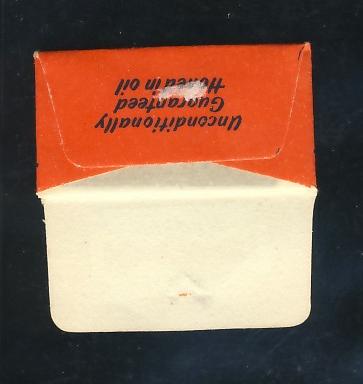 Unconditionally
Guaranteed
Honed in oil